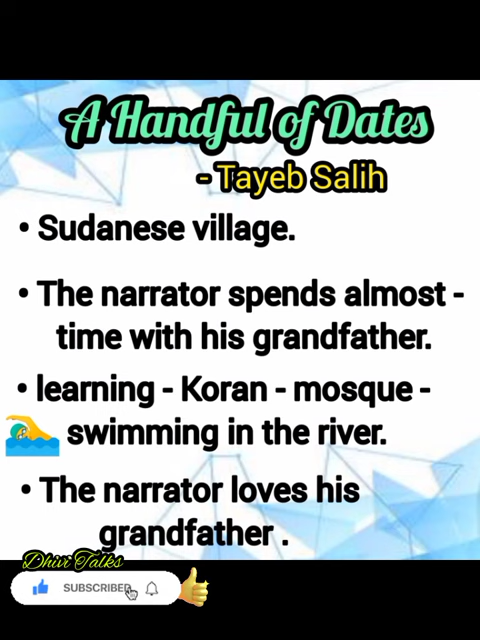 A Handful of Dates
- Tayeb Salih
• Sudanese village.
• The narrator spends almost -
time with his grandfather.
• learning - Koran - mosque -
swimming in the river.
• The narrator loves his
grandfather .
Dhivi Talks
SUBSCRIBED